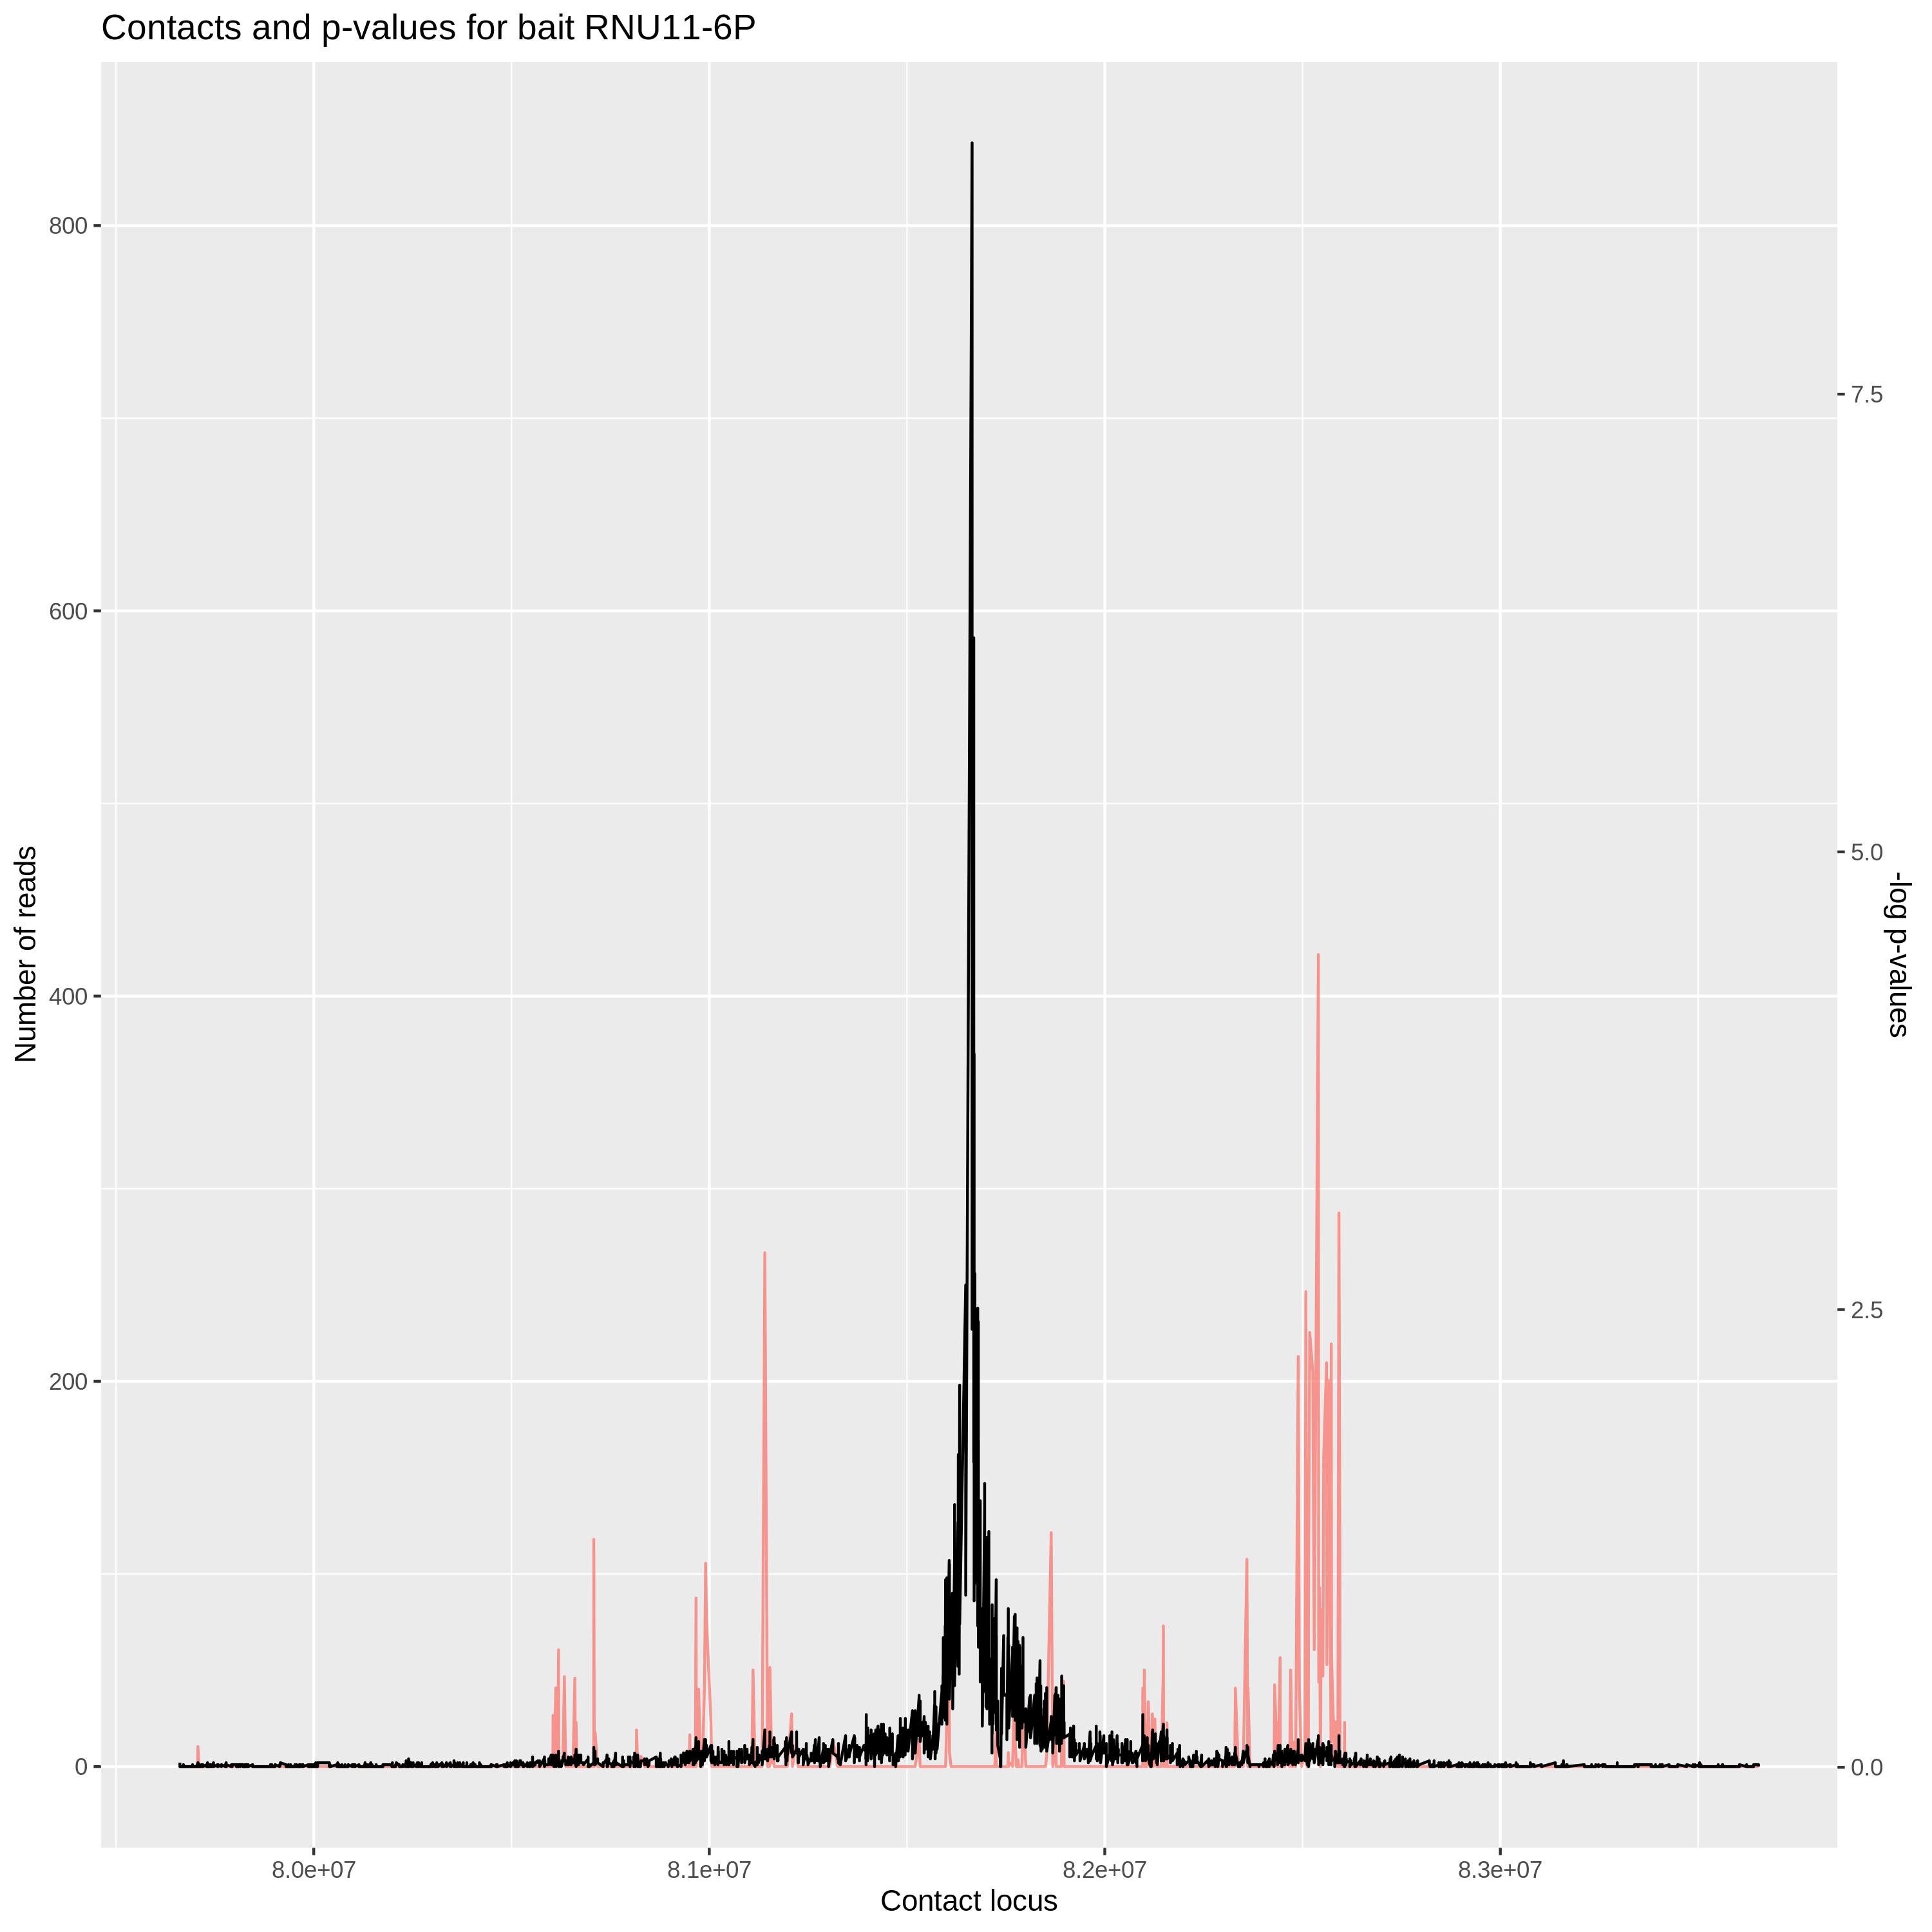 Contacts and p-values for bait RNU11-6P
800
600
400
200
0
Number of reads
7.5
5.0
2.5
0.0
-log p-values
8.0e+07 8.1e+07 8.2e+07 8.3e+07
Contact locus